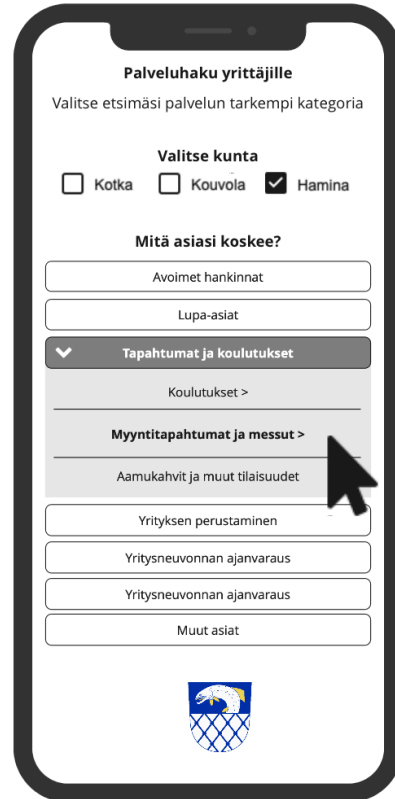 Palveluhaku yrittäjille
Valitse etsimäsi palvelun tarkempi kategoria
Valitse kunta
Kotka Kouvola Hamina
Mitä asiasi koskee?
Avoimet hankinnat
Lupa-asiat
Tapahtumat ja koulutukset
Koulutukset >
Myyntitapahtumat ja messut >
Aamukahvit ja muut tilaisuudet
Yrityksen perustaminen
Yritysneuvonnan ajanvaraus
Yritysneuvonnan ajanvaraus
Muut asiat